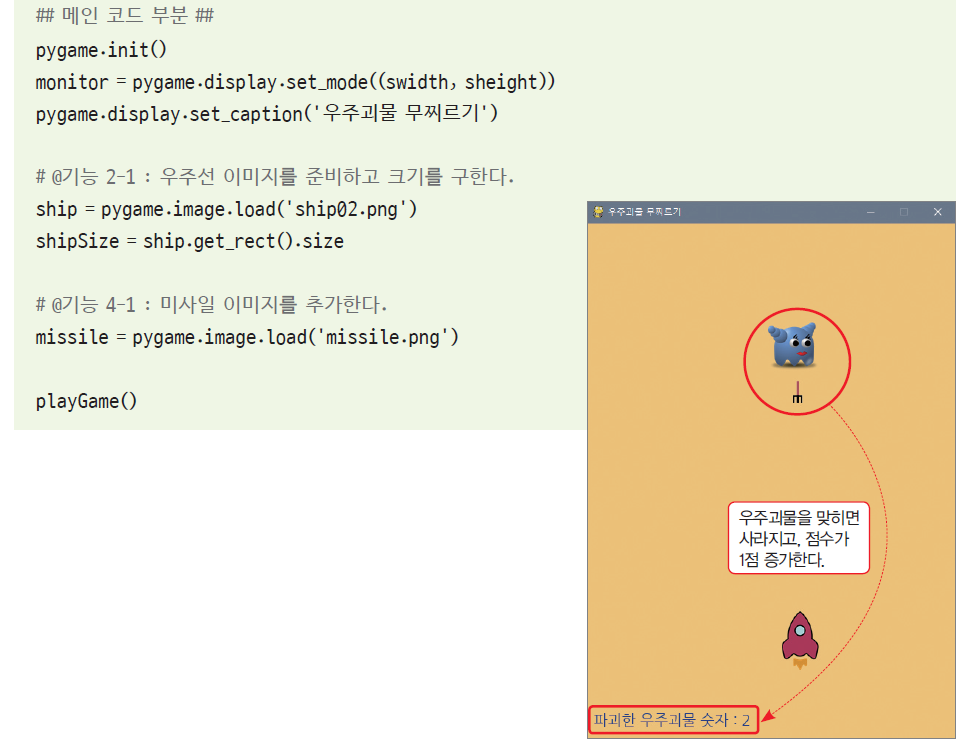 ## 메인 코드 부분 ##
pygame.init()
monitor = pygame.display.set_mode((swidth, sheight))
pygame.display.set_caption('우주괴물 무찌르기')
# @기능 2-1 : 우주선 이미지를 준비하고 크기를 구한다.
ship = pygame.image.load('ship02.png')
shipSize = ship.get_rect().size
# @기능 4-1 : 미사일 이미지를 추가한다.
missile = pygame.image.load('missile.png')
playGame()
우주괴물 무찌르기
우주괴물을 맞히면
사라지고, 점수가
1점 증가한다.
파괴한 우주괴물 숫자 : 2